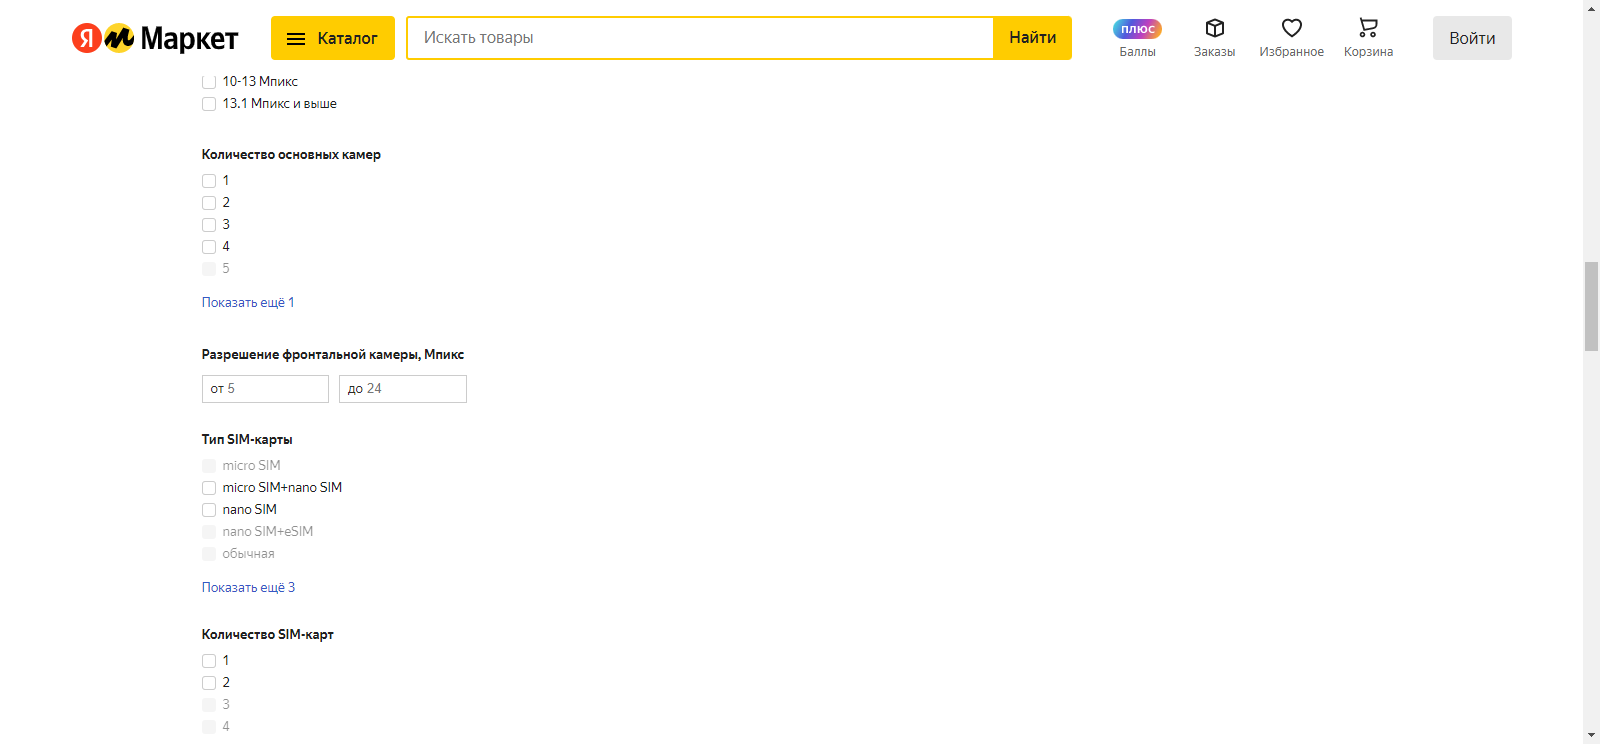 Я м Маркет
Каталог
Искать товары
Найти
плюс
Баллы
Заказы
Избранное
Корзина
Войти
10-13 Мпикс
13.1 Мпикс и выше
Количество основных камер
1
2
3
4
5
Показать ещё 1
Разрешение фронтальной камеры, Мпикс
от 5 до 24
Тип SIM-карты
micro SIM
micro SIM+nano SIM
nano SIM
nano SIM+eSIM
обычная
Показать ещё 3
Количество SIM-карт
1
2
3
4